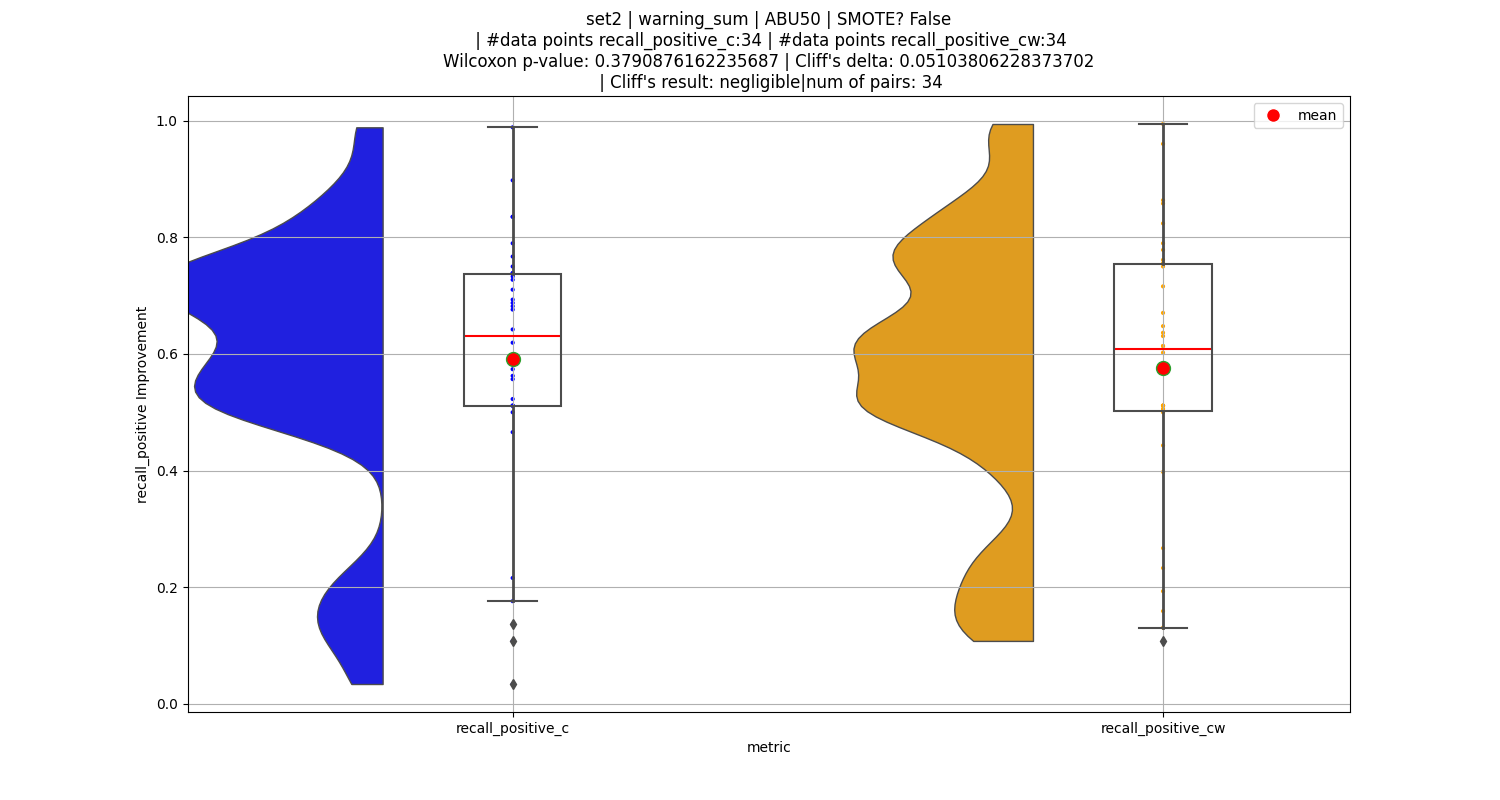 set2 | warning_sum | ABU50 | SMOTE? False
| #data points recall_positive_c:34 | #data points recall_positive_cw:34
Wilcoxon p-value: 0.3790876162235687 | Cliff's delta: 0.05103806228373702
| Cliff's result: negligible|num of pairs: 34
mean
1.0
0.8
0.6
0.4
0.2
0.0
recall_positive Improvement
recall_positive_c
recall_positive_cw
metric